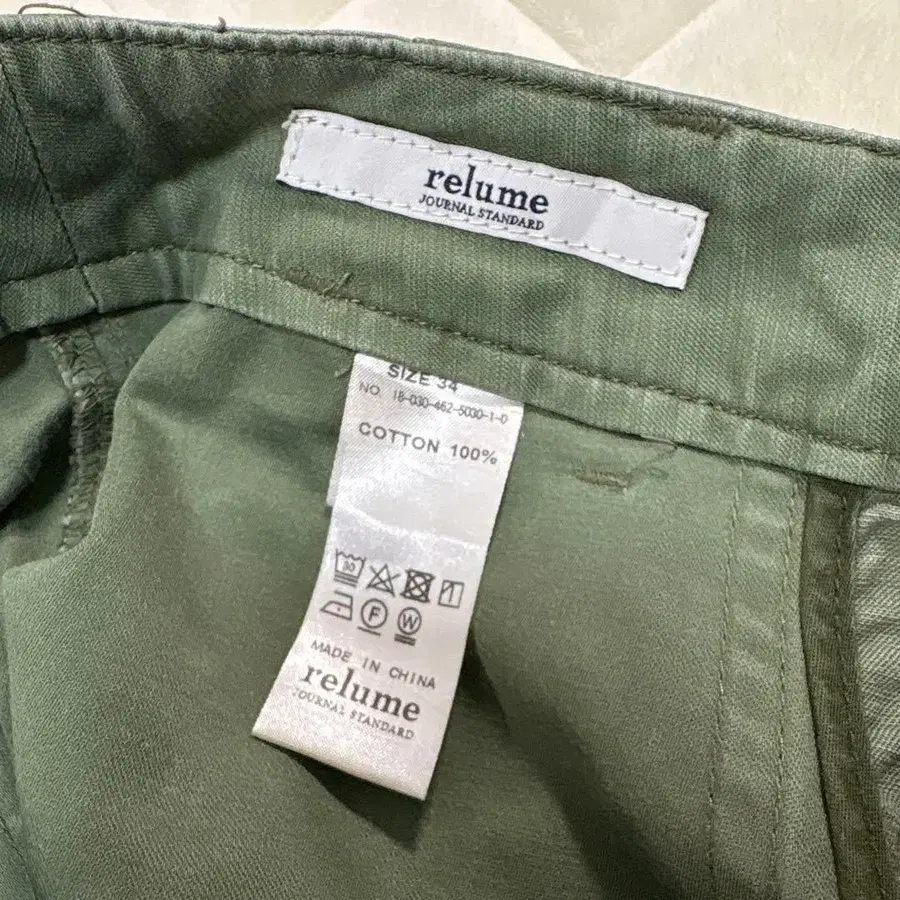 relume
JOURNAL STANDARD
SIZE 34
NO. 18-030-462-5030-1-0
COTTON 100%
30
F
W
MADE IN CHINA
relume
JOURNAL STANDARD